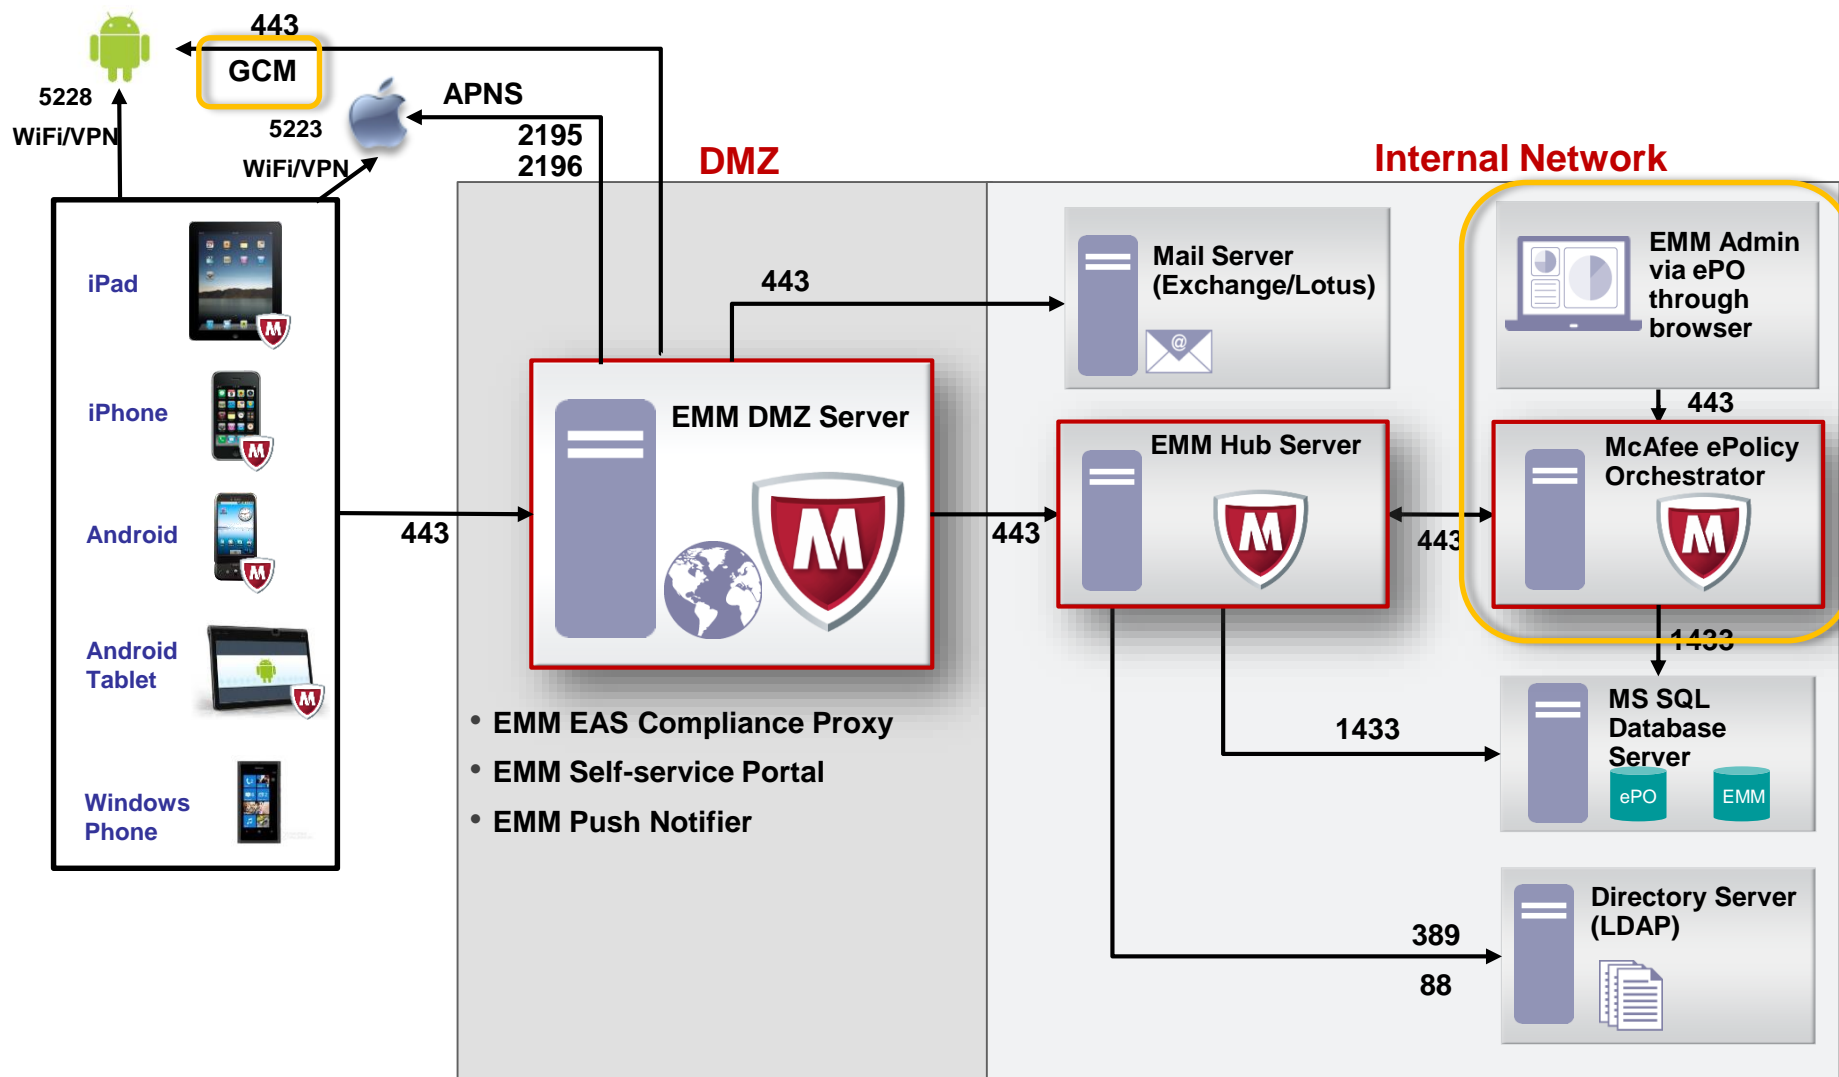 443
GCM
5228
WiFi/VPN
APNS
5223
WiFi/VPN
2195
2196
DMZ
Internal Network
iPad
iPhone
Android
Android
Tablet
Windows
Phone
443
443
EMM DMZ Server
• EMM EAS Compliance Proxy
• EMM Self-service Portal
• EMM Push Notifier
443
Mail Server
(Exchange/Lotus)
@
EMM Hub Server
443
EMM Admin
via ePO
through
browser
443
McAfee ePolicy
Orchestrator
1433
1433
MS SQL
Database
Server
ePO
EMM
389
88
Directory Server
(LDAP)